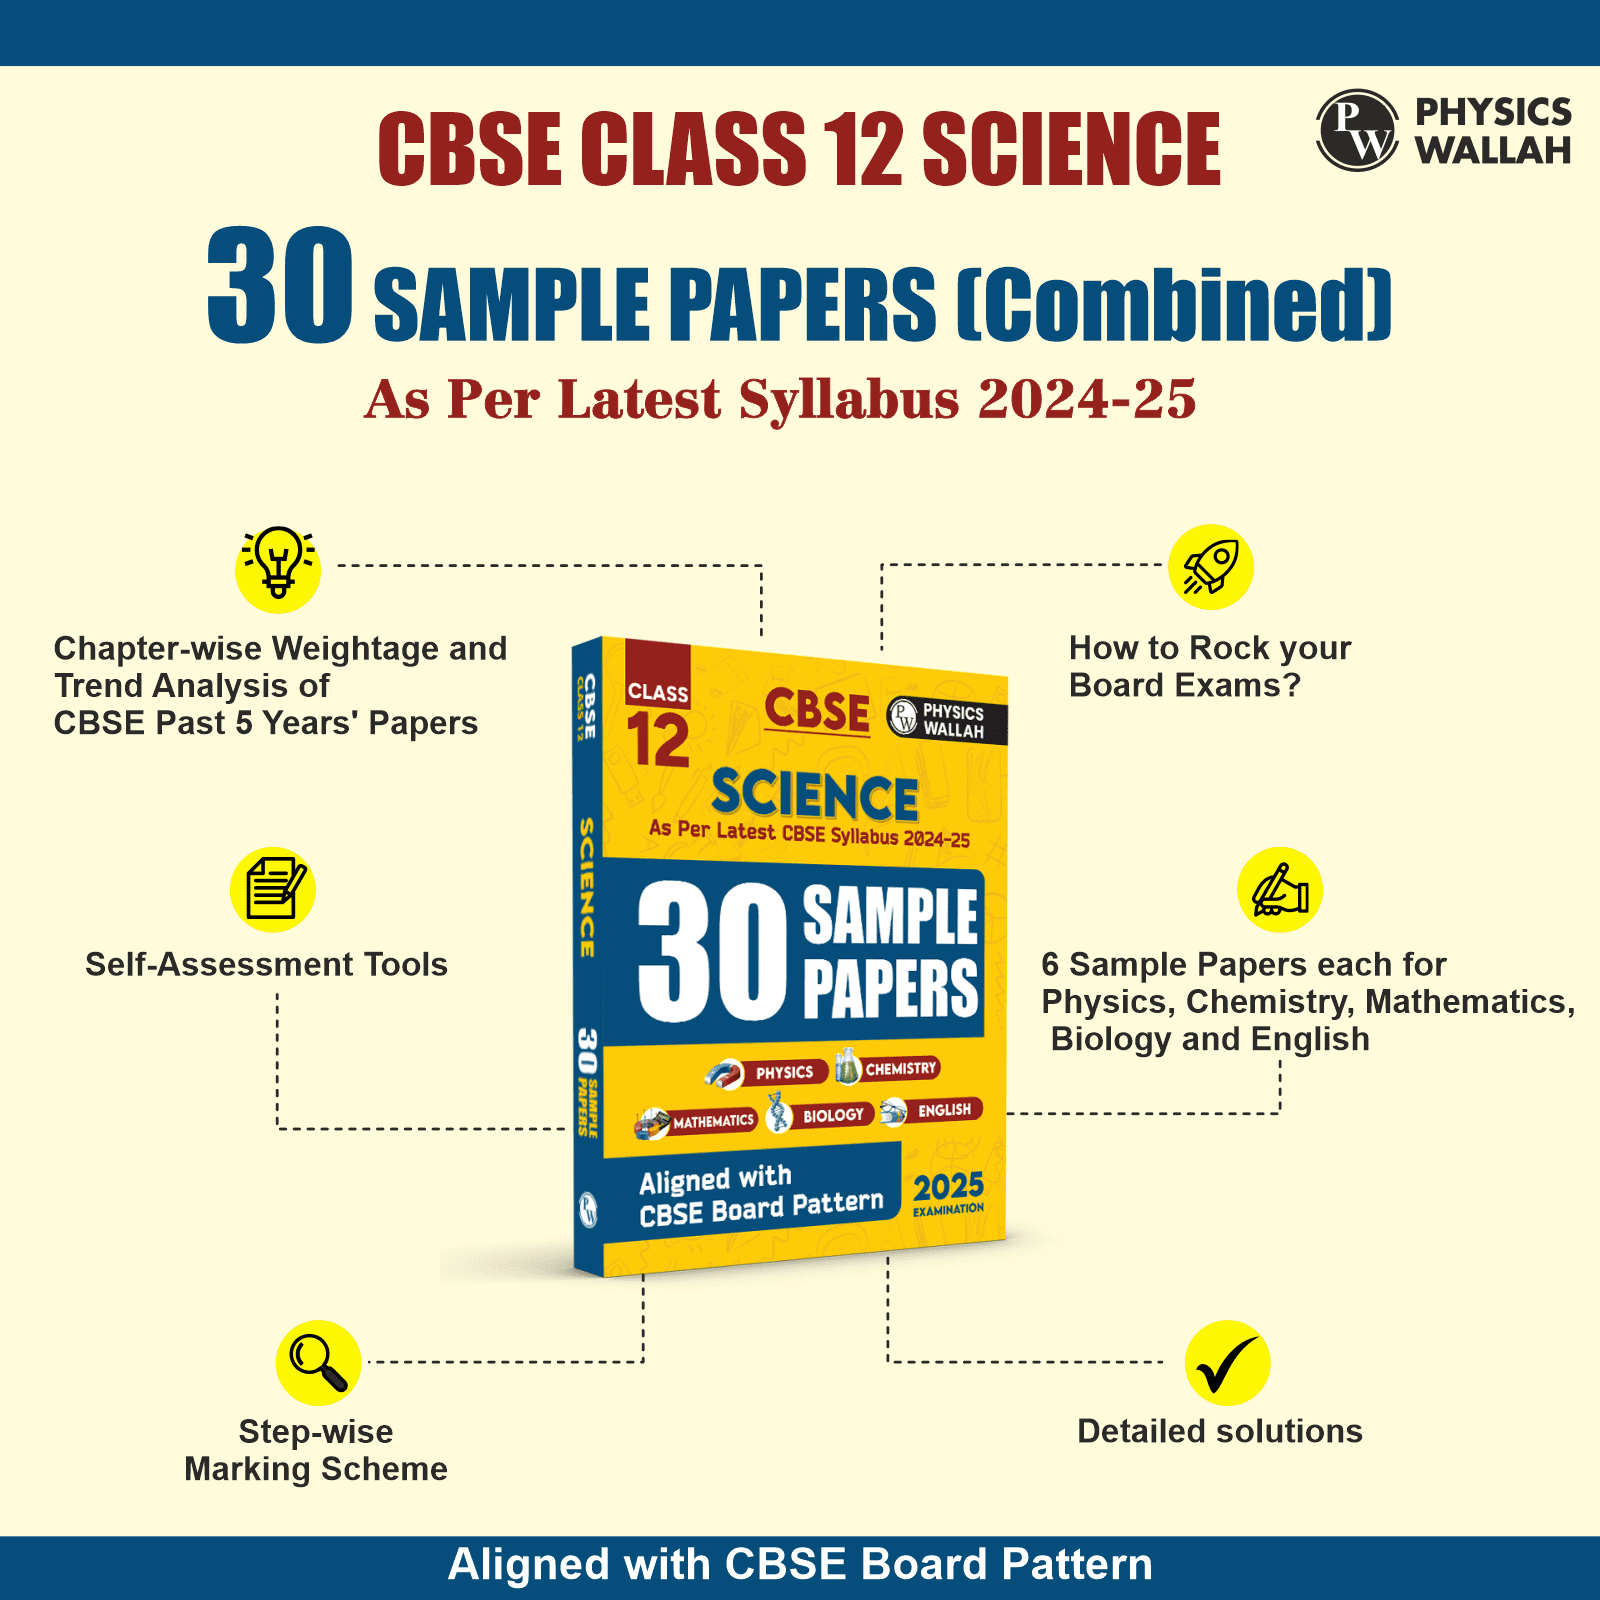 PW PHYSICS
WALLAH
CBSE CLASS 12 SCIENCE
30 SAMPLE PAPERS (Combined)
As Per Latest Syllabus 2024-25
Chapter-wise Weightage and
Trend Analysis of
CBSE Past 5 Years' Papers
How to Rock your
Board Exams?
Self-Assessment Tools
6 Sample Papers each for
Physics, Chemistry, Mathematics,
Biology and English
Step-wise
Marking Scheme
Detailed solutions
CBSE
CLASS 12
SCIENCE
30 SAMPLE
PAPERS
PW
CLASS
12
CBSE
PW PHYSICS
WALLAH
SCIENCE
As Per Latest CBSE Syllabus 2024-25
30 SAMPLE
PAPERS
PHYSICS CHEMISTRY
MATHEMATICS BIOLOGY ENGLISH
Aligned with
CBSE Board Pattern
2025
EXAMINATION
Aligned with CBSE Board Pattern